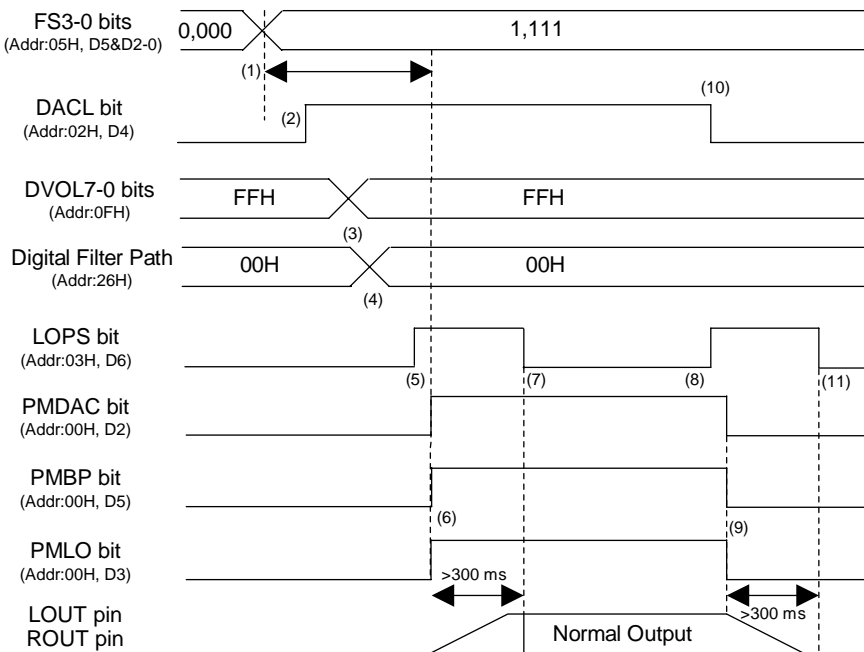 FS3-0 bits
(Addr:05H, D5&D2-0)
0,000
1,111
(1)
DACL bit
(Addr:02H, D4)
(2)
(10)
DVOL7-0 bits
(Addr:0FH)
FFH
FFH
(3)
Digital Filter Path
(Addr:26H)
00H
00H
(4)
LOPS bit
(Addr:03H, D6)
(5)
(7)
(8)
(11)
PMDAC bit
(Addr:00H, D2)
PMBP bit
(Addr:00H, D5)
(6)
(9)
PMLO bit
(Addr:00H, D3)
>300 ms
>300 ms
LOUT pin
ROUT pin
Normal Output